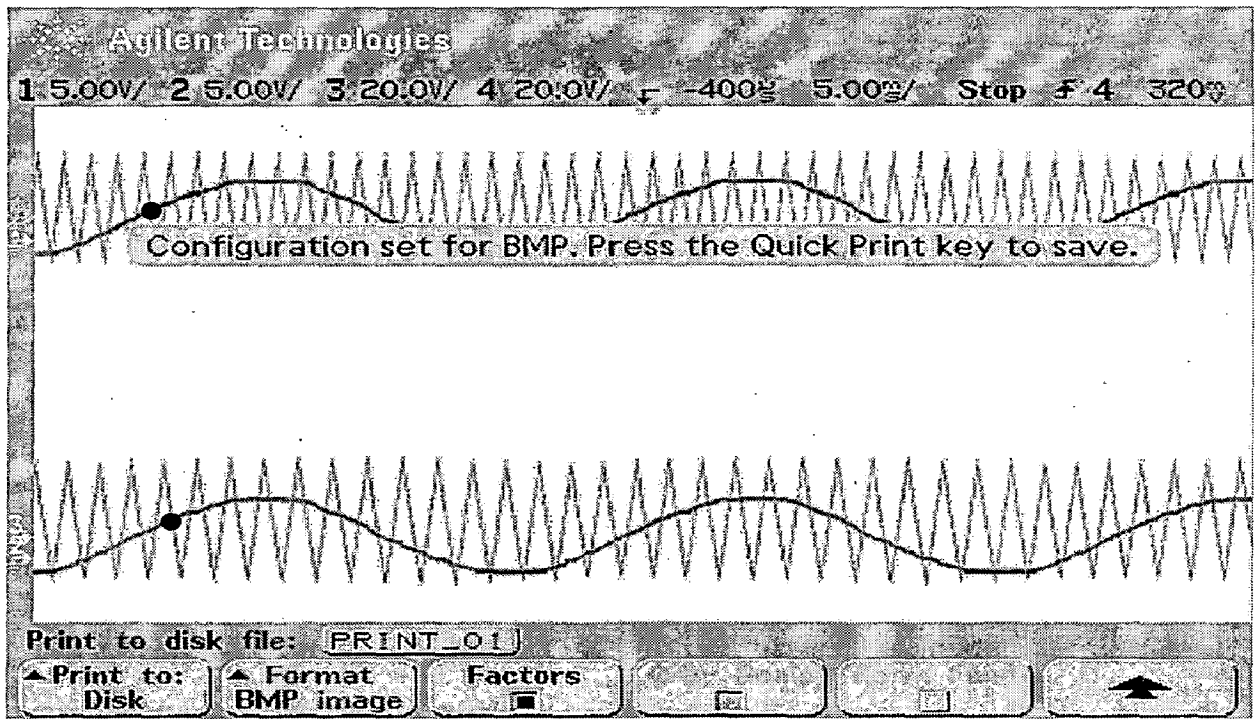 Agilent Technologies
1 5.00V/ 2 5.00V/ 3 20.0V/ 4 20.0V/ -400 5.00 / Stop 4 320
Configuration set for BMP. Press the Quick Print key to save.
Print to disk file: PRINT_01
Print to: Format Factors
Disk BMP image